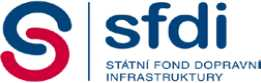 sfdi
STÁTNÍ FOND DOPRAVNÍ
INFRASTRUKTURY